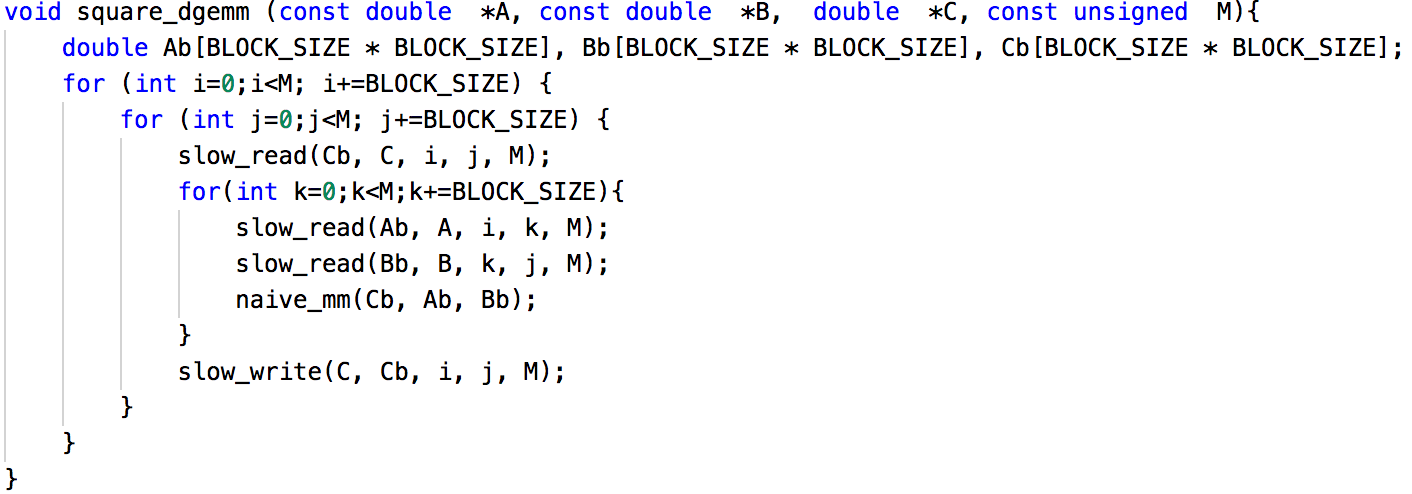 void square_dgemm (const double  *A, const double  *B,  double  *C, const unsigned  M){
    double Ab[BLOCK_SIZE * BLOCK_SIZE], Bb[BLOCK_SIZE * BLOCK_SIZE], Cb[BLOCK_SIZE * BLOCK_SIZE];
    for (int i=0;i<M; i+=BLOCK_SIZE) {
        for (int j=0;j<M; j+=BLOCK_SIZE) {
            slow_read(Cb, C, i, j, M);
            for(int k=0;k<M;k+=BLOCK_SIZE){
                slow_read(Ab, A, i, k, M);
                slow_read(Bb, B, k, j, M);
                naive_mm(Cb, Ab, Bb);
            }
            slow_write(C, Cb, i, j, M);
        }
    }
}